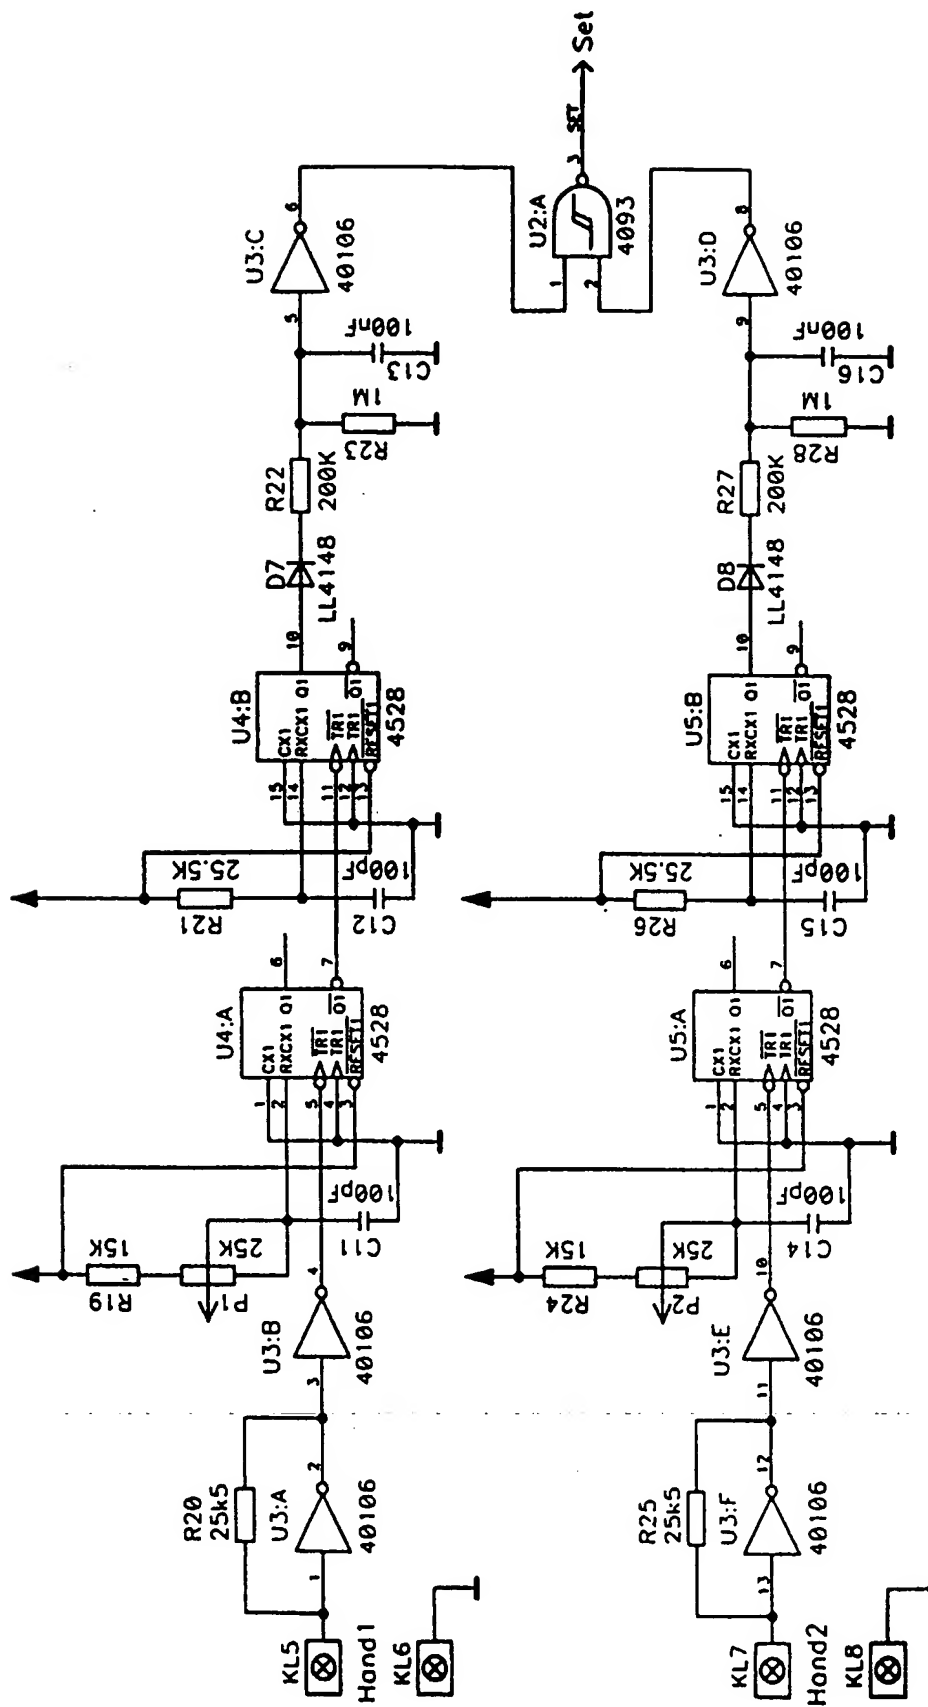 KL5
Hand1
KL6
R20
25k5
1
2
U3:A
40106
3
4
U3:B
40106
R19
15K
P1
25K
C11
100pF
1
2
5
4
3
U4:A
CX1
RXCX1
TR1
TR1
RESET1
Q1
Q1
4528
6
7
R21
25.5K
C12
100pF
15
14
11
12
13
U4:B
CX1
RXCX1
TR1
TR1
RESET1
Q1
Q1
4528
10
9
D7
LL4148
R22
200K
R23
1M
C13
100nF
5
6
U3:C
40106
U2:A
4093
1
2
3
SET
Set
KL7
Hand2
KL8
R25
25k5
13
12
U3:F
40106
11
10
U3:E
40106
R24
15K
P2
25K
C14
100pF
1
2
5
4
3
U5:A
CX1
RXCX1
TR1
TR1
RESET1
Q1
Q1
4528
6
7
R26
25.5K
C15
100pF
15
14
11
12
13
U5:B
CX1
RXCX1
TR1
TR1
RESET1
Q1
Q1
4528
10
9
D8
LL4148
R27
200K
R28
1M
C16
100nF
9
8
U3:D
40106